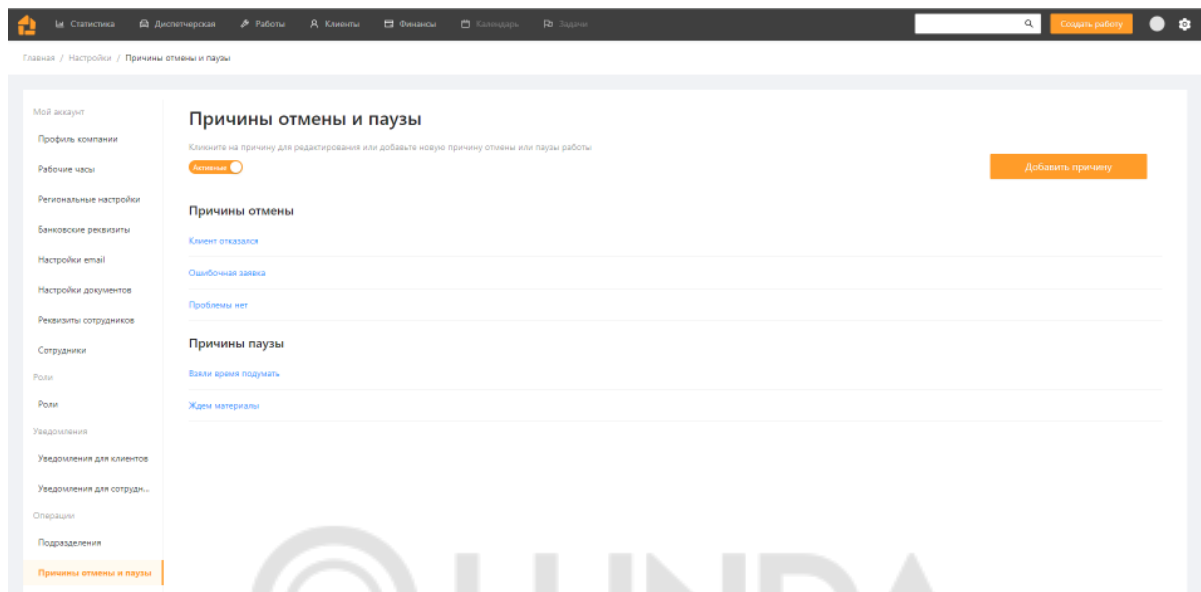 Статистика Диспетчерская Работы Клиенты Финансы Календарь Задачи Создать работу
Главная / Настройки / Причины отмены и паузы
Мой аккаунт
Профиль компании
Рабочие часы
Региональные настройки
Банковские реквизиты
Настройки email
Настройки документов
Реквизиты сотрудников
Сотрудники
Роли
Роли
Уведомления
Уведомления для клиентов
Уведомления для сотрудн...
Операции
Подразделения
Причины отмены и паузы
Причины отмены и паузы
Кликните на причину для редактирования или добавьте новую причину отмены или паузы работы
Активные
Добавить причину
Причины отмены
Клиент отказался
Ошибочная заявка
Проблемы нет
Причины паузы
Взяли время подумать
Ждем материалы